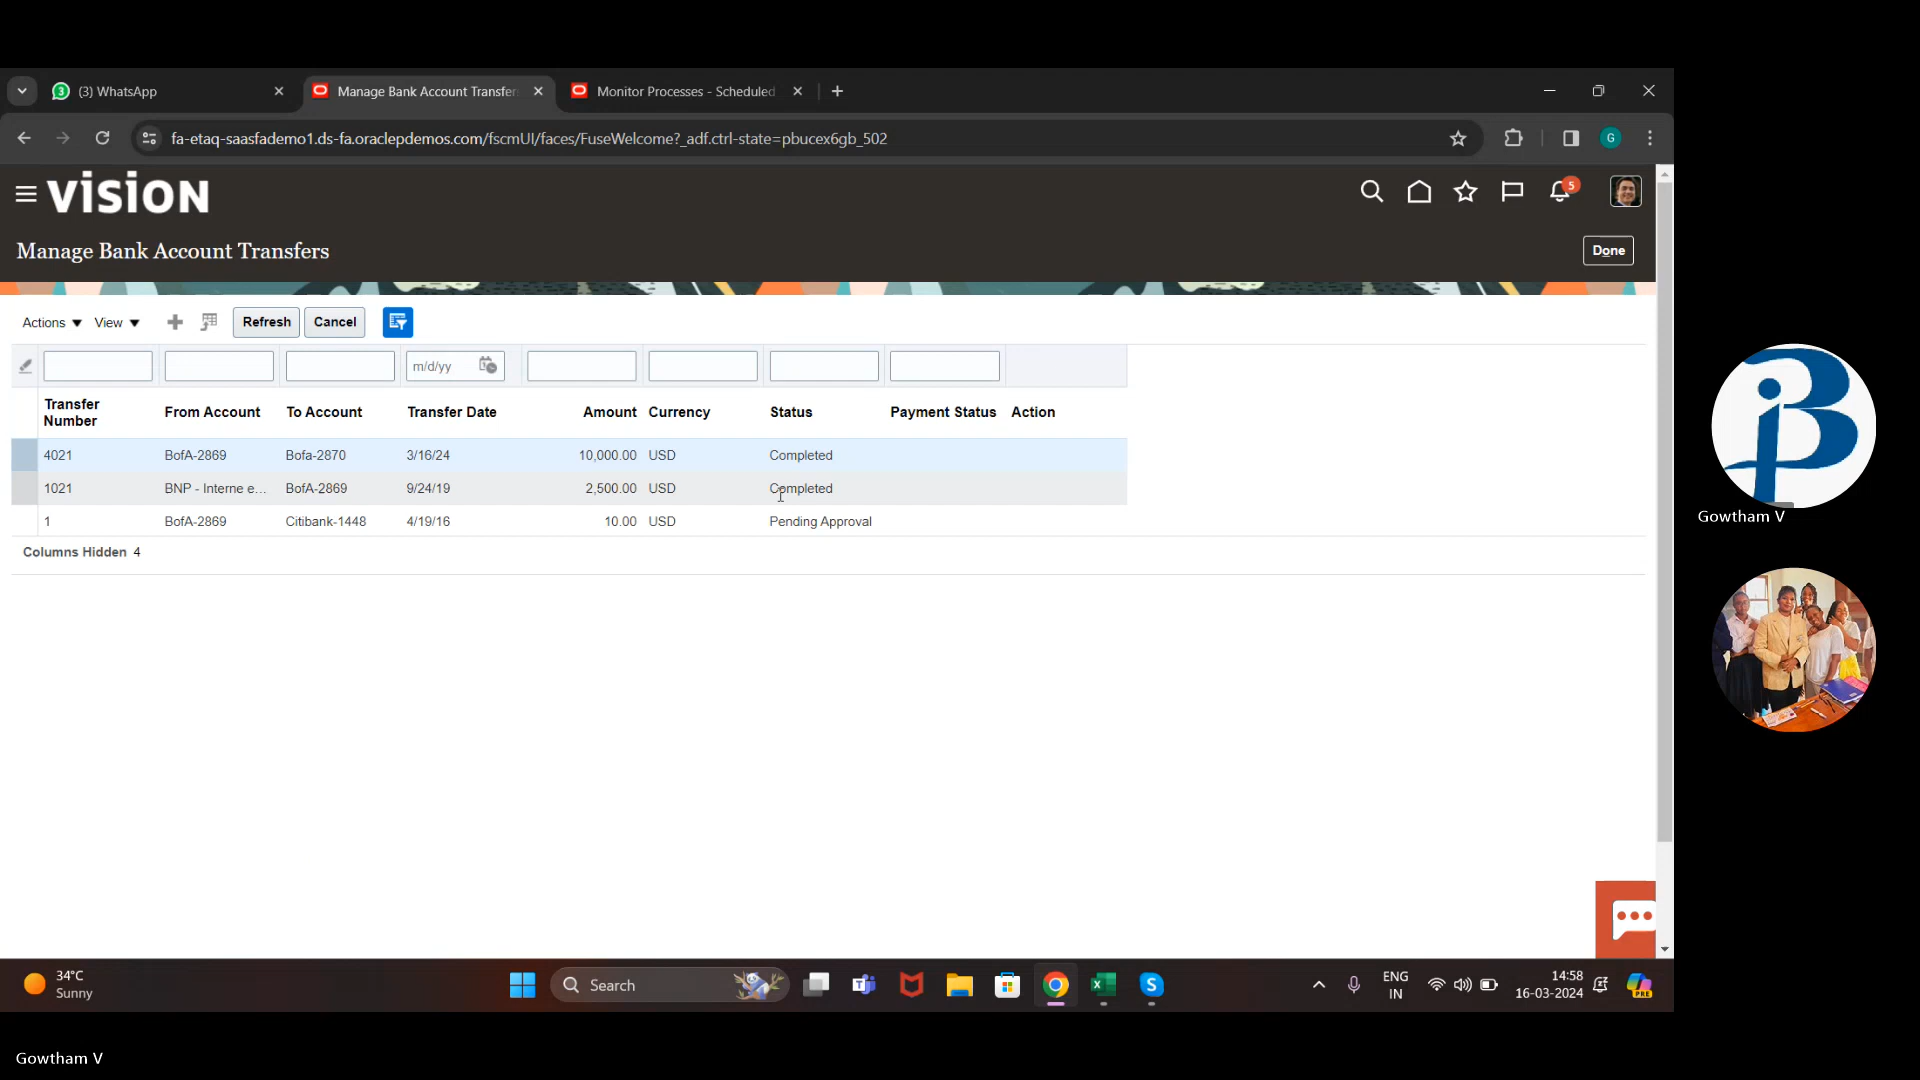 (3) WhatsApp
Manage Bank Account Transfer
Monitor Processes - Scheduled
fa-etaq-saasfademo1.ds-fa.oraclepdemos.com/fscmUI/faces/FuseWelcome?_adf.ctrl-state=pbucex6gb_502
G
VISION
5
Manage Bank Account Transfers
Done
Actions View Refresh Cancel
m/d/yy
Transfer Number From Account To Account Transfer Date Amount Currency Status Payment Status Action
4021 BofA-2869 Bofa-2870 3/16/24 10,000.00 USD Completed
1021 BNP - Interne e... BofA-2869 9/24/19 2,500.00 USD Completed
1 BofA-2869 Citibank-1448 4/19/16 10.00 USD Pending Approval
Columns Hidden 4
Gowtham V
34°C
Sunny
Search
ENG
IN
14:58
16-03-2024
PRE
Gowtham V